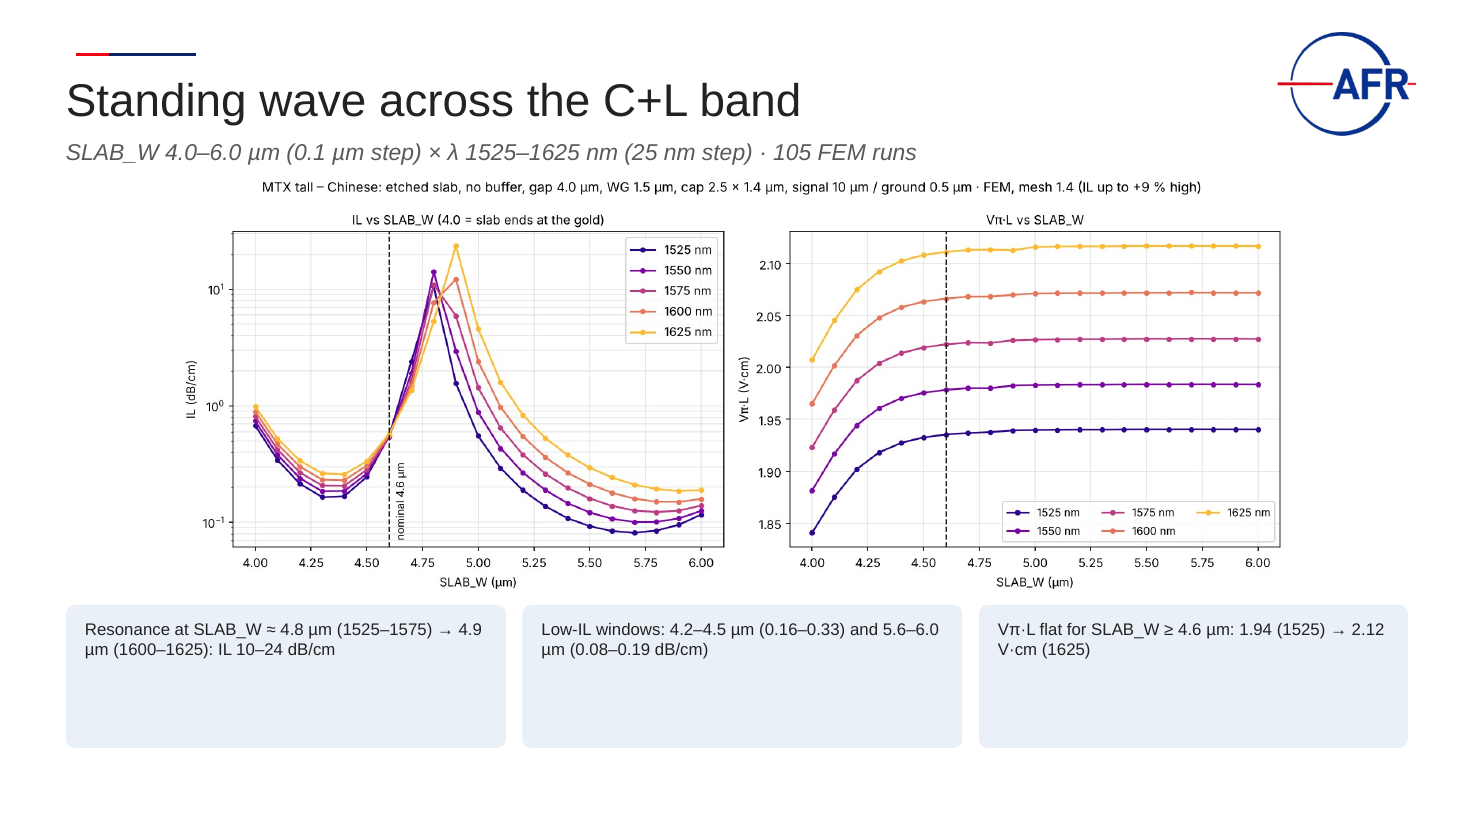 AFR
Standing wave across the C+L band
SLAB_W 4.0–6.0 µm (0.1 µm step) × λ 1525–1625 nm (25 nm step) · 105 FEM runs
MTX tall – Chinese: etched slab, no buffer, gap 4.0 µm, WG 1.5 µm, cap 2.5 × 1.4 µm, signal 10 µm / ground 0.5 µm · FEM, mesh 1.4 (IL up to +9 % high)
IL vs SLAB_W (4.0 = slab ends at the gold)
1525 nm
1550 nm
1575 nm
1600 nm
1625 nm
10¹
10⁰
10⁻¹
IL (dB/cm)
nominal 4.6 µm
4.00 4.25 4.50 4.75 5.00 5.25 5.50 5.75 6.00
SLAB_W (µm)
Vπ·L vs SLAB_W
2.10
2.05
2.00
1.95
1.90
1.85
Vπ·L (V·cm)
1525 nm 1575 nm 1625 nm
1550 nm 1600 nm
4.00 4.25 4.50 4.75 5.00 5.25 5.50 5.75 6.00
SLAB_W (µm)
Resonance at SLAB_W ≈ 4.8 µm (1525–1575) → 4.9
µm (1600–1625): IL 10–24 dB/cm
Low-IL windows: 4.2–4.5 µm (0.16–0.33) and 5.6–6.0
µm (0.08–0.19 dB/cm)
Vπ·L flat for SLAB_W ≥ 4.6 µm: 1.94 (1525) → 2.12
V·cm (1625)